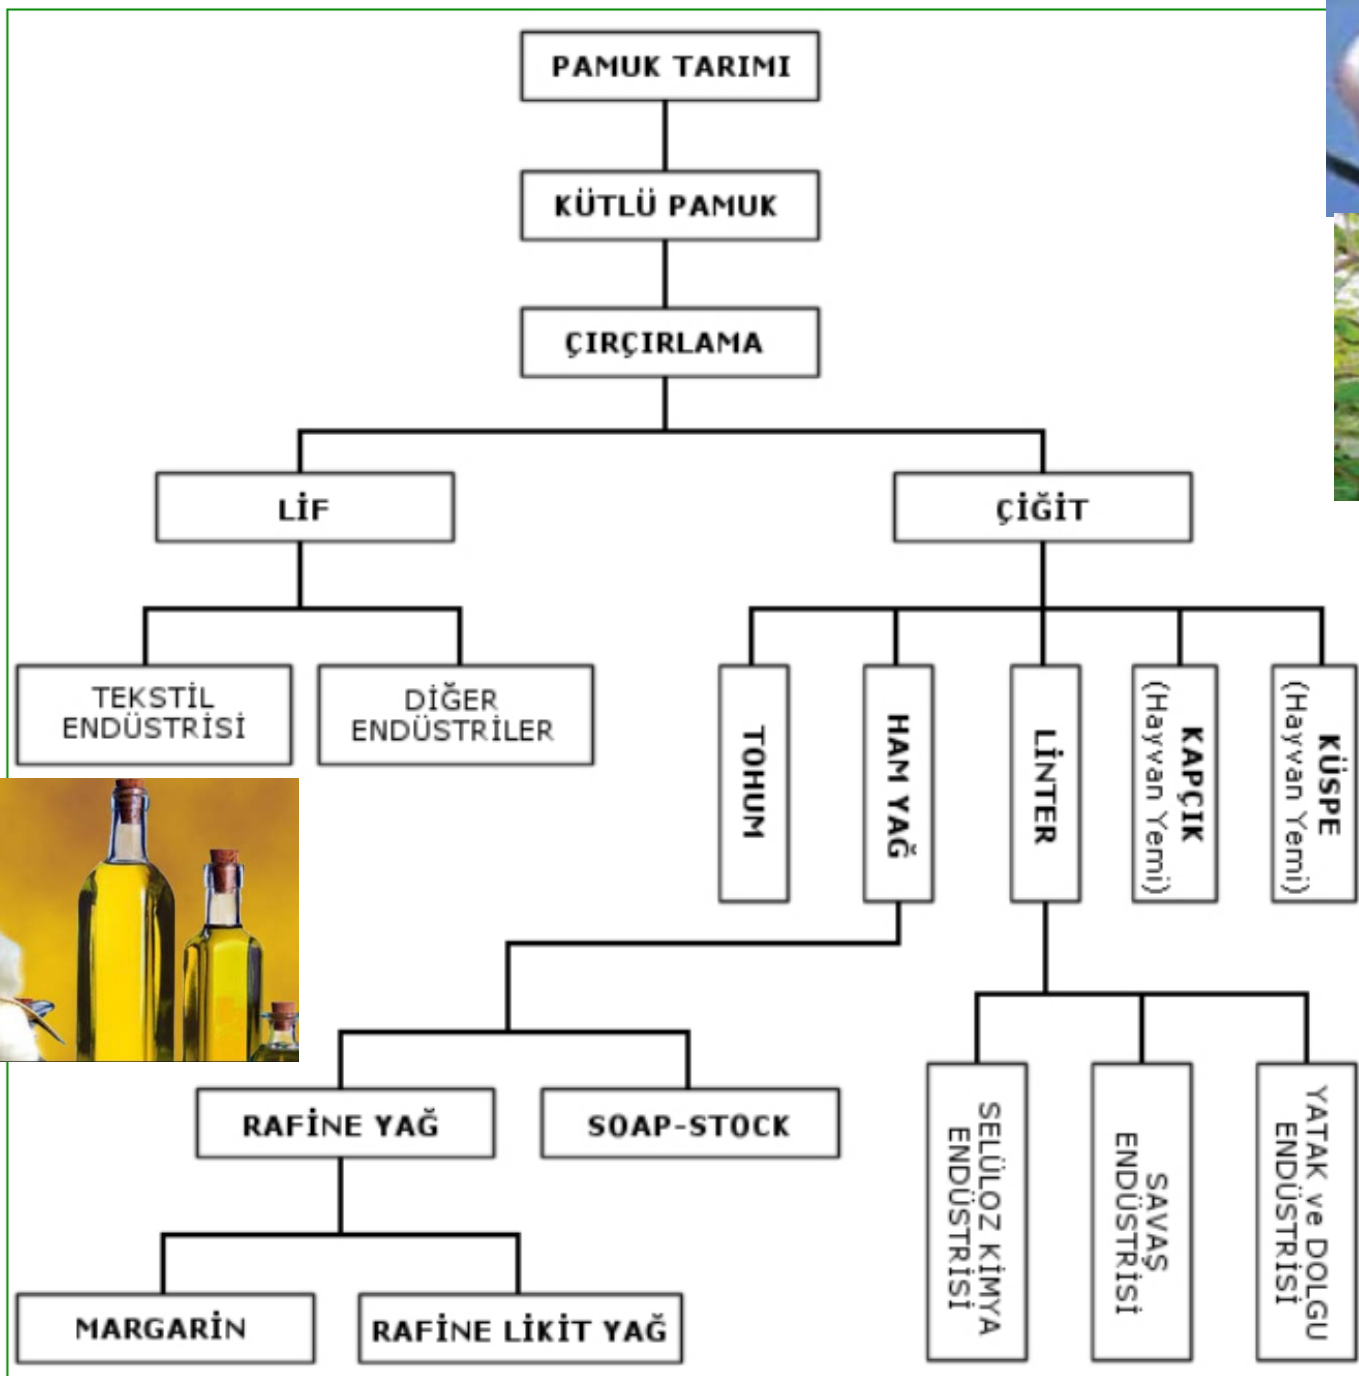 PAMUK TARIMI
KÜTLÜ PAMUK
ÇIRÇIRLAMA
LİF
ÇİĞİT
TEKSTİL
ENDÜSTRİSİ
DİĞER
ENDÜSTRİLER
TOHUM
HAM YAĞ
LİNTER
KAPÇIK
(Hayvan Yemi)
KÜSPE
(Hayvan Yemi)
RAFİNE YAĞ
SOAP-STOCK
SELÜLOZ KİMYA
ENDÜSTRİSİ
SAVAŞ
ENDÜSTRİSİ
YATAK ve DOLGU
ENDÜSTRİSİ
MARGARİN
RAFİNE LİKİT YAĞ